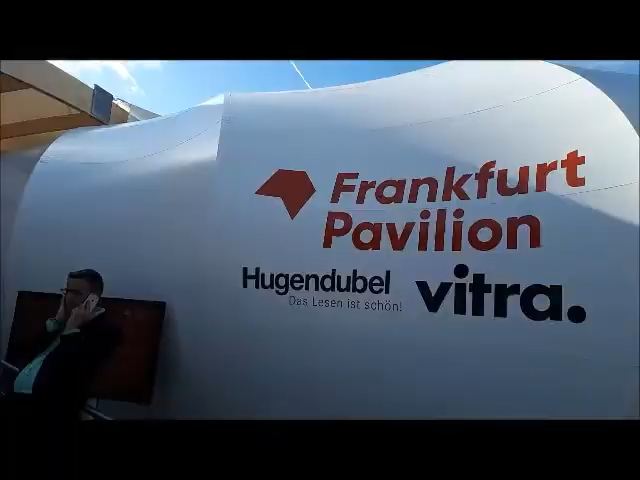 Frankfurt
Pavilion
Hugendubel
Das Lesen ist schön!
vitra.